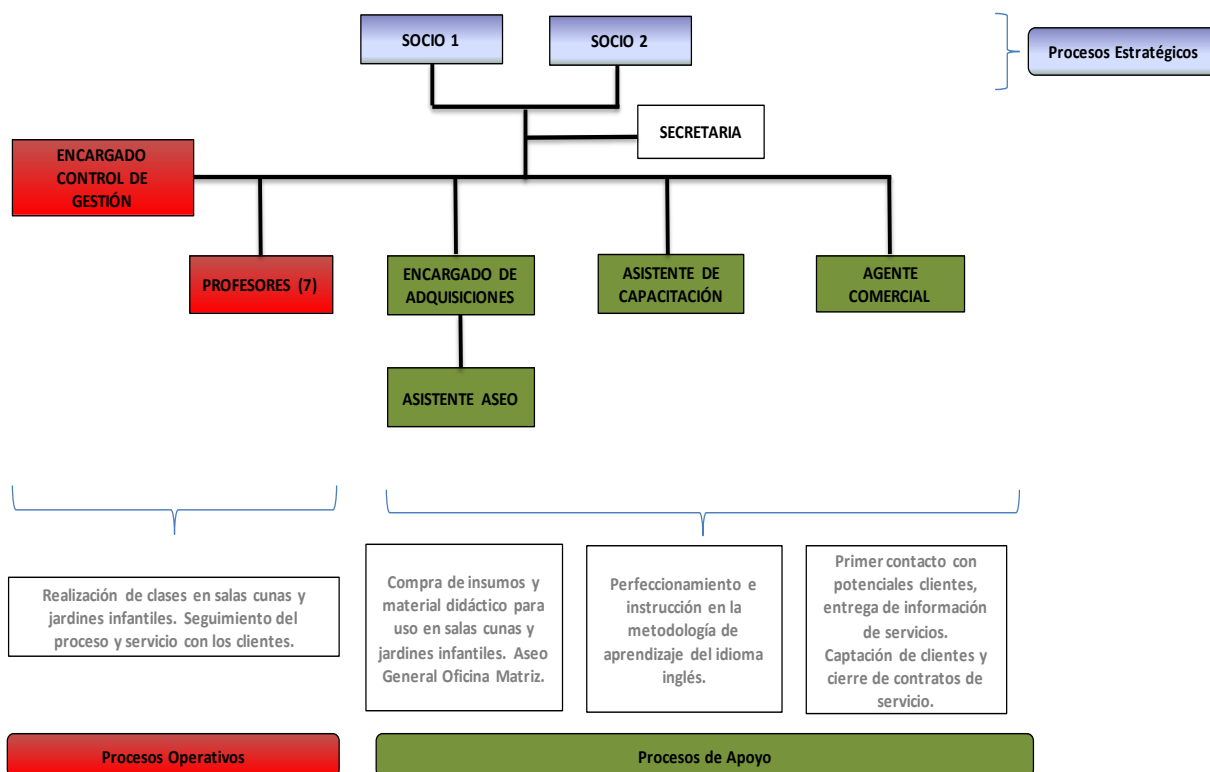 SOCIO 1
SOCIO 2
Procesos Estratégicos
SECRETARIA
ENCARGADO
CONTROL DE
GESTIÓN
PROFESORES (7)
ENCARGADO DE
ADQUISICIONES
ASISTENTE DE
CAPACITACIÓN
AGENTE
COMERCIAL
ASISTENTE ASEO
Realización de clases en salas cunas y
jardines infantiles. Seguimiento del
proceso y servicio con los clientes.
Compra de insumos y
material didáctico para
uso en salas cunas y
jardines infantiles. Aseo
General Oficina Matriz.
Perfeccionamiento e
instrucción en la
metodología de
aprendizaje del idioma
inglés.
Primer contacto con
potenciales clientes,
entrega de información
de servicios.
Captación de clientes y
cierre de contratos de
servicio.
Procesos Operativos
Procesos de Apoyo